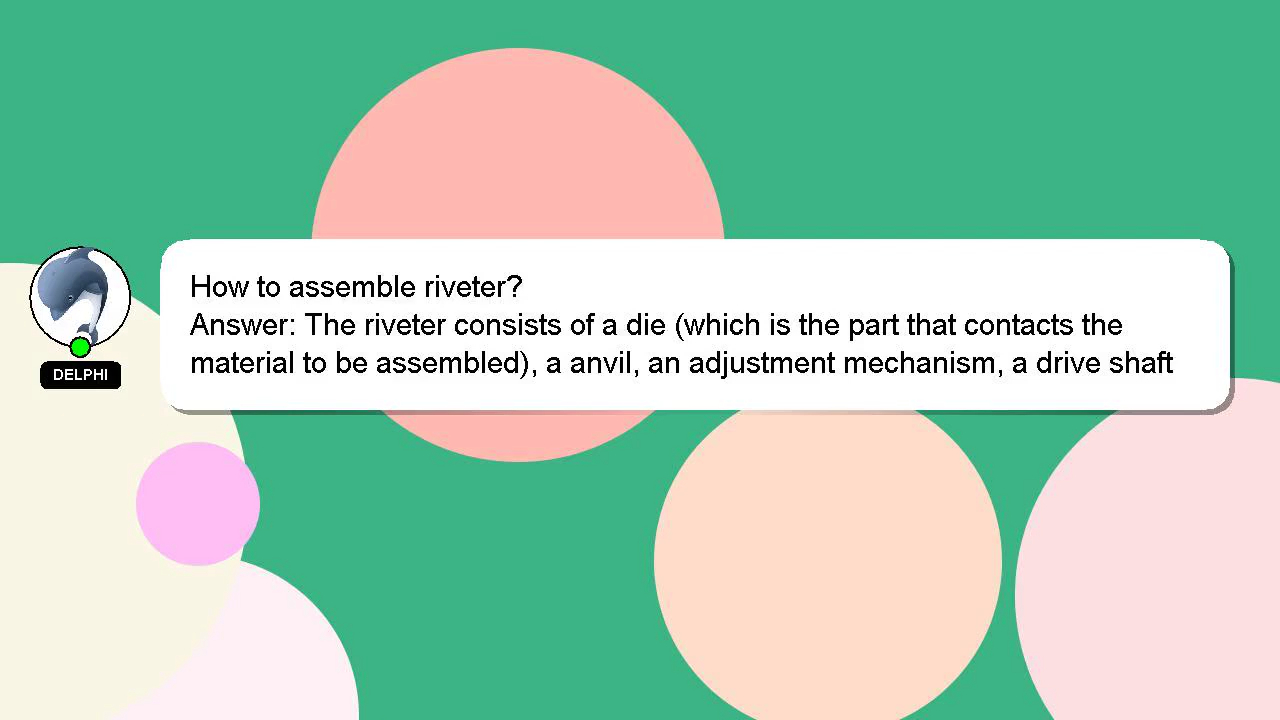 How to assemble riveter?
Answer: The riveter consists of a die (which is the part that contacts the
material to be assembled), a anvil, an adjustment mechanism, a drive shaft
DELPHI